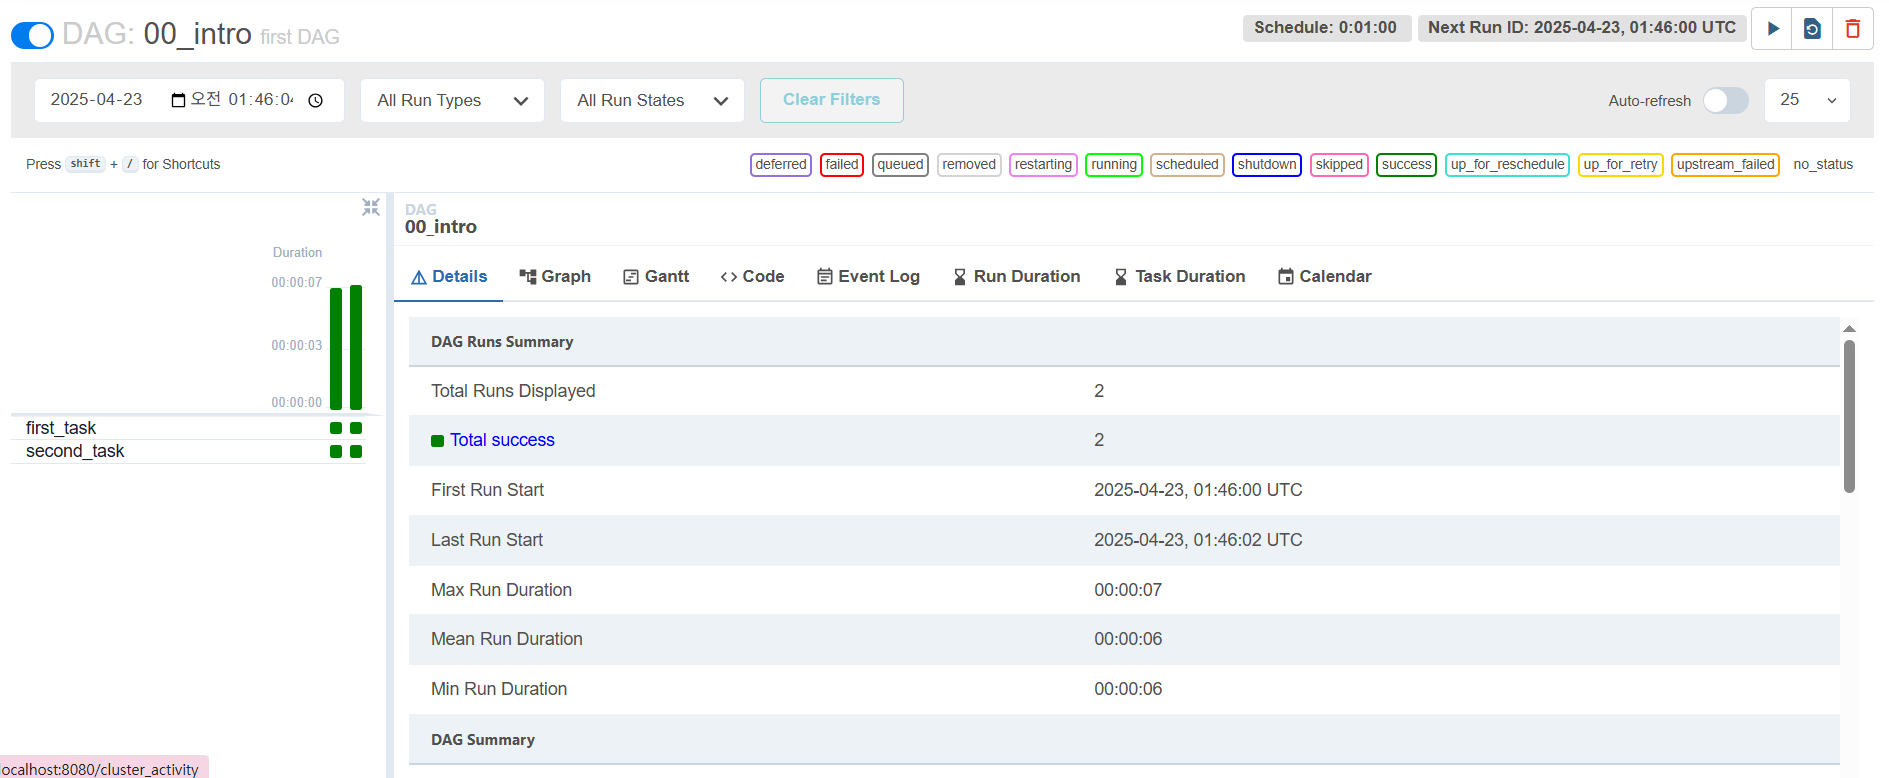 DAG: 00_intro first DAG
Schedule: 0:01:00
Next Run ID: 2025-04-23, 01:46:00 UTC
2025-04-23 오전 01:46:04
All Run Types
All Run States
Clear Filters
Auto-refresh
25
Press shift + / for Shortcuts
deferred failed queued removed restarting running scheduled shutdown skipped success up_for_reschedule up_for_retry upstream_failed no_status
Duration
00:00:07
00:00:03
00:00:00
first_task
second_task
DAG
00_intro
Details Graph Gantt Code Event Log Run Duration Task Duration Calendar
DAG Runs Summary
Total Runs Displayed 2
Total success 2
First Run Start 2025-04-23, 01:46:00 UTC
Last Run Start 2025-04-23, 01:46:02 UTC
Max Run Duration 00:00:07
Mean Run Duration 00:00:06
Min Run Duration 00:00:06
DAG Summary
localhost:8080/cluster_activity